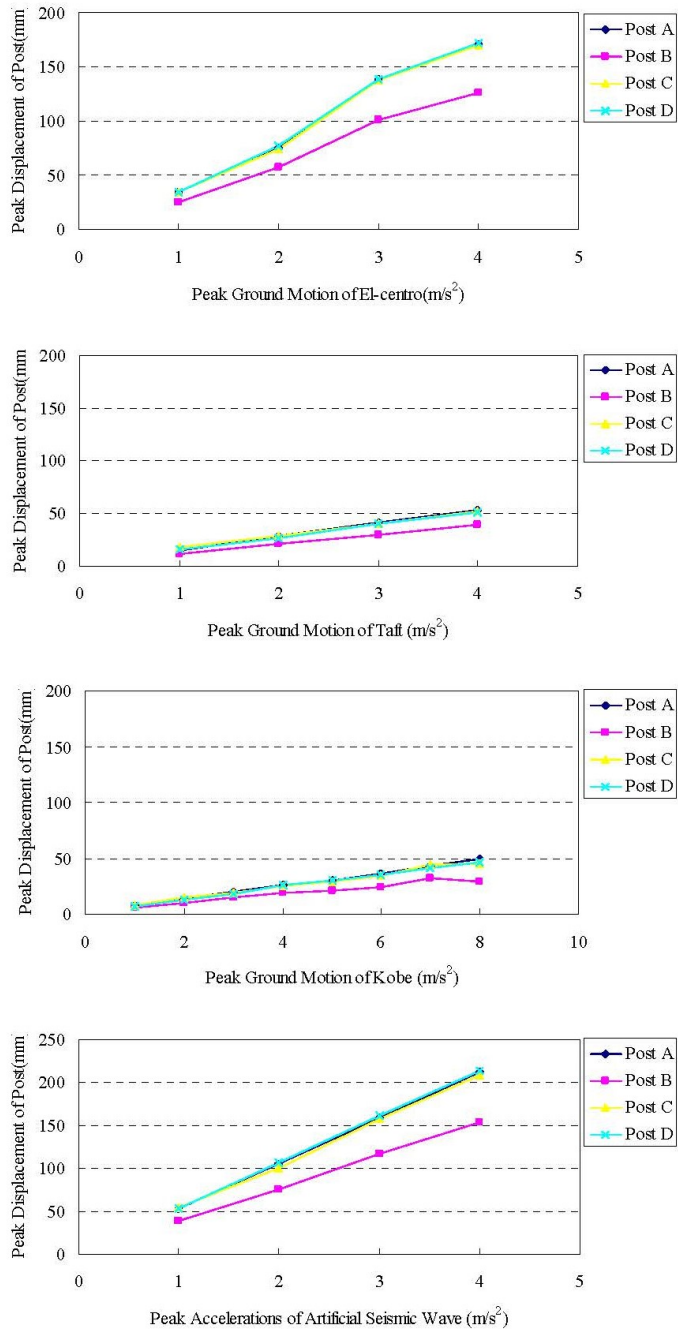 200
150
100
50
0
0 1 2 3 4 5
Peak Displacement of Post(mm
Peak Ground Motion of El-centro(m/s²)
Post A
Post B
Post C
Post D
200
150
100
50
0
0 1 2 3 4 5
Peak Displacement of Post(mm
Peak Ground Motion of Taft (m/s²)
Post A
Post B
Post C
Post D
200
150
100
50
0
0 2 4 6 8 10
Peak Displacement of Post(mm
Peak Ground Motion of Kobe (m/s²)
Post A
Post B
Post C
Post D
250
200
150
100
50
0
0 1 2 3 4 5
Peak Displacement of Post(mm
Peak Accelerations of Artificial Seismic Wave (m/s²)
Post A
Post B
Post C
Post D